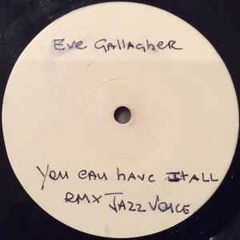 Eve Gallagher
You can have It all
RMX JAZZ VOICE